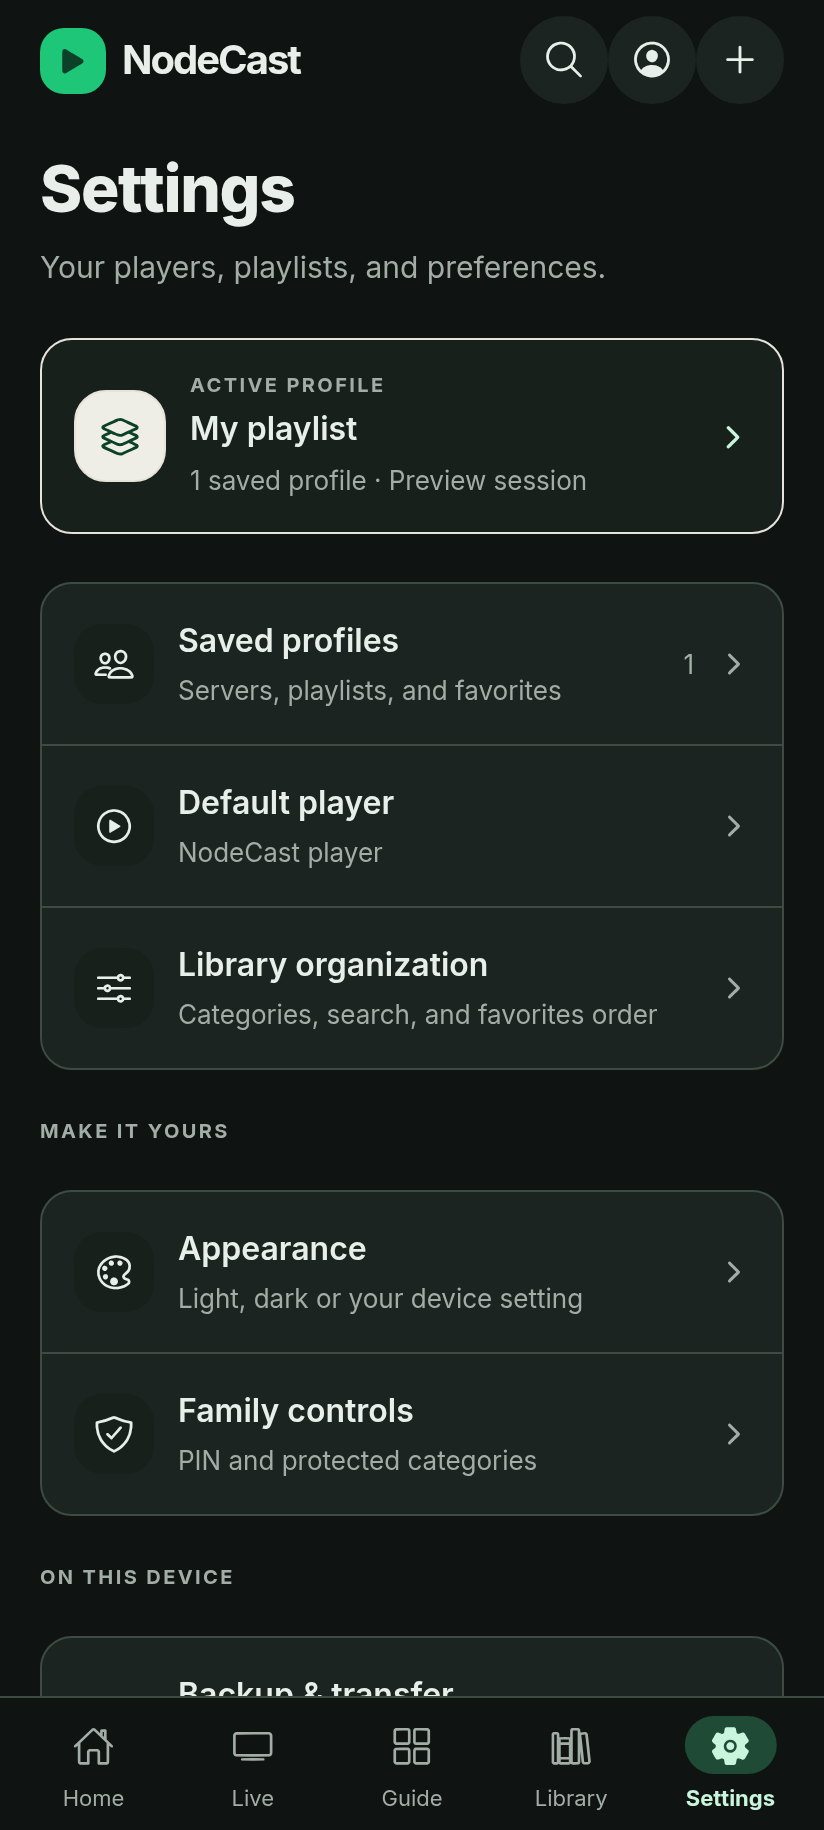 NodeCast
Settings
Your players, playlists, and preferences.
ACTIVE PROFILE
My playlist
1 saved profile · Preview session
Saved profiles
Servers, playlists, and favorites
1
Default player
NodeCast player
Library organization
Categories, search, and favorites order
MAKE IT YOURS
Appearance
Light, dark or your device setting
Family controls
PIN and protected categories
ON THIS DEVICE
Backup & transfer
Home
Live
Guide
Library
Settings